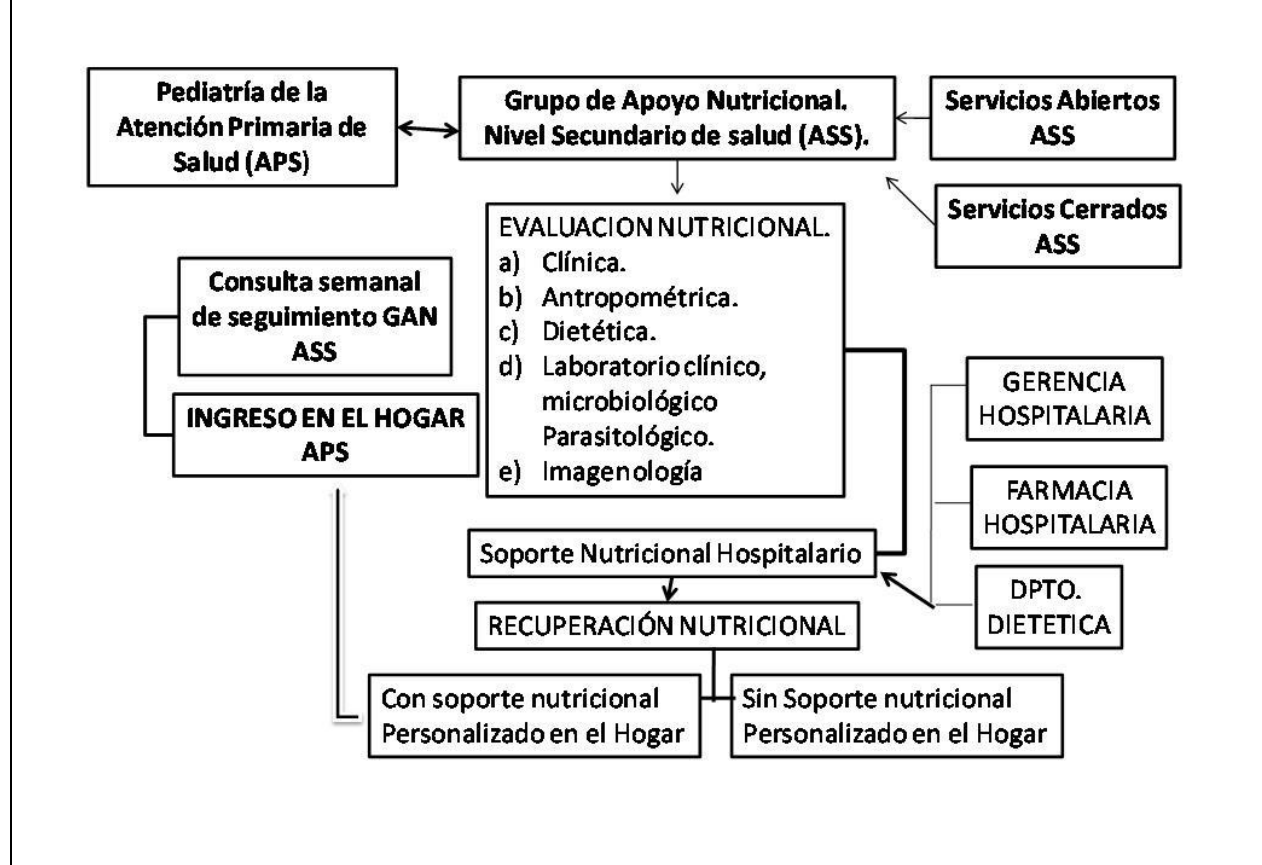 Pediatría de la
Atención Primaria de
Salud (APS)
Grupo de Apoyo Nutricional.
Nivel Secundario de salud (ASS).
Servicios Abiertos
ASS
Servicios Cerrados
ASS
EVALUACION NUTRICIONAL.
a) Clínica.
b) Antropométrica.
c) Dietética.
d) Laboratorio clínico,
microbiológico
Parasitológico.
e) Imagenología
Consulta semanal
de seguimiento GAN
ASS
INGRESO EN EL HOGAR
APS
GERENCIA
HOSPITALARIA
FARMACIA
HOSPITALARIA
DPTO.
DIETETICA
Soporte Nutricional Hospitalario
RECUPERACIÓN NUTRICIONAL
Con soporte nutricional
Personalizado en el Hogar
Sin Soporte nutricional
Personalizado en el Hogar